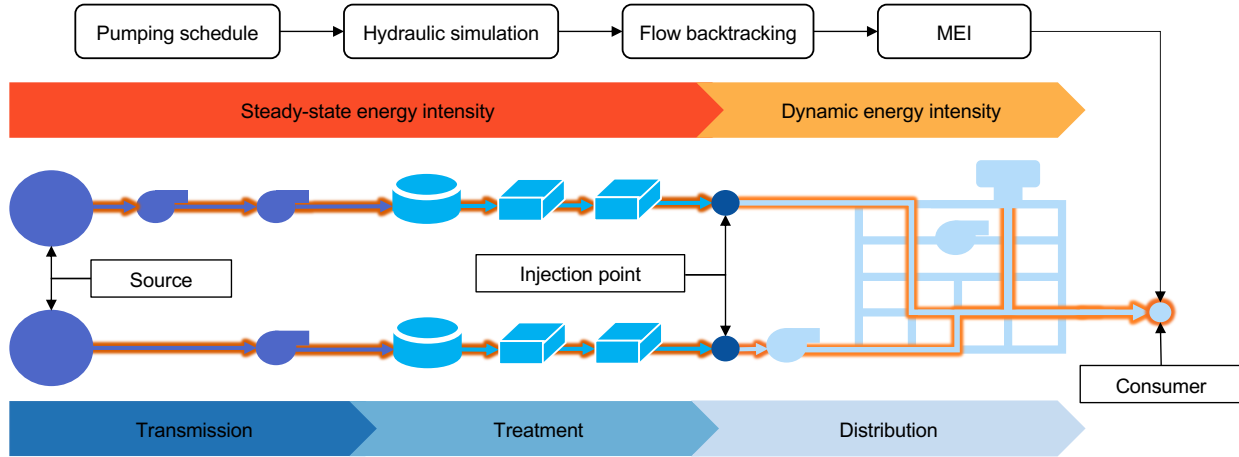 Pumping schedule
Hydraulic simulation
Flow backtracking
MEI
Steady-state energy intensity
Dynamic energy intensity
Source
Injection point
Consumer
Transmission
Treatment
Distribution